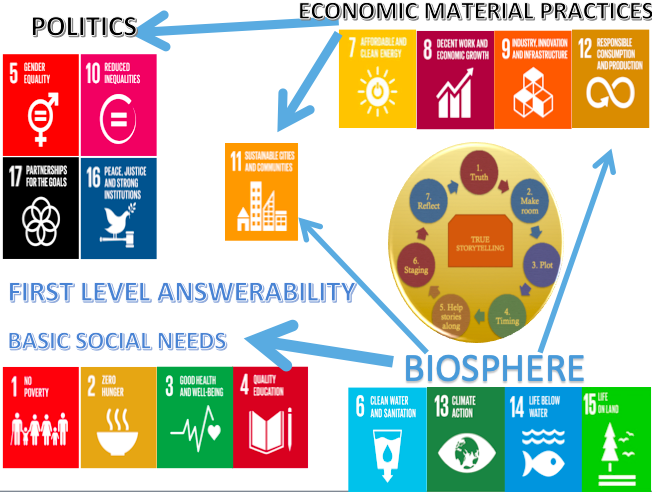 ECONOMIC MATERIAL PRACTICES
POLITICS
5 GENDER
EQUALITY
10 REDUCED
INEQUALITIES
7 AFFORDABLE AND
CLEAN ENERGY
8 DECENT WORK AND
ECONOMIC GROWTH
9 INDUSTRY, INNOVATION
AND INFRASTRUCTURE
12 RESPONSIBLE
CONSUMPTION
AND PRODUCTION
17 PARTNERSHIPS
FOR THE GOALS
16 PEACE, JUSTICE
AND STRONG
INSTITUTIONS
11 SUSTAINABLE CITIES
AND COMMUNITIES
1.
Truth
2.
Make
room
3. Plot
4.
Timing
5. Help
stories
along
6.
Staging
7.
Reflect
TRUE
STORYTELLING
FIRST LEVEL ANSWERABILITY
BASIC SOCIAL NEEDS
BIOSPHERE
1 NO
POVERTY
2 ZERO
HUNGER
3 GOOD HEALTH
AND WELL-BEING
4 QUALITY
EDUCATION
6 CLEAN WATER
AND SANITATION
13 CLIMATE
ACTION
14 LIFE BELOW
WATER
15 LIFE
ON LAND